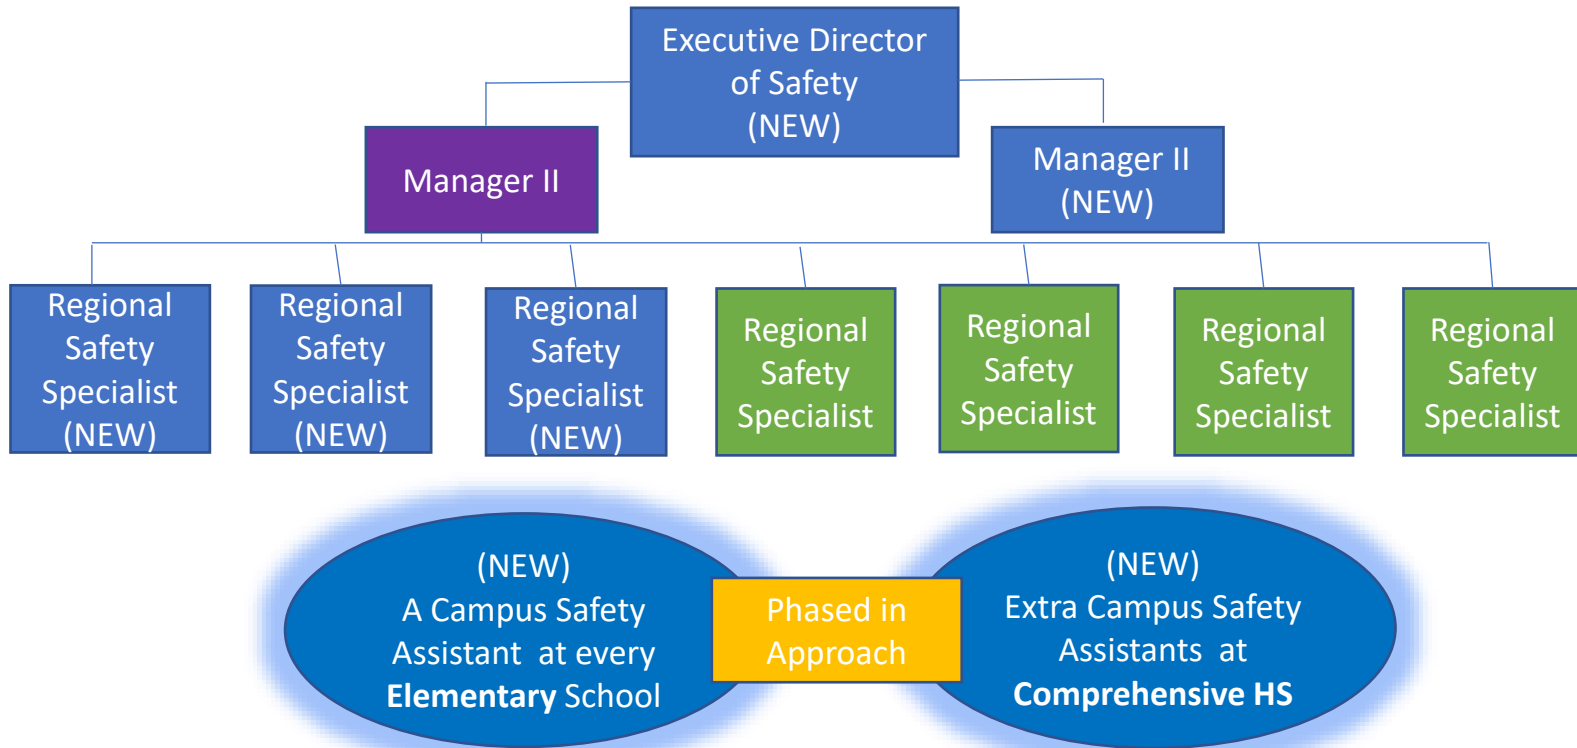 Executive Director
of Safety
(NEW)
Manager II
Manager II
(NEW)
Regional
Safety
Specialist
(NEW)
Regional
Safety
Specialist
(NEW)
Regional
Safety
Specialist
(NEW)
Regional
Safety
Specialist
Regional
Safety
Specialist
Regional
Safety
Specialist
Regional
Safety
Specialist
(NEW)
A Campus Safety
Assistant at every
Elementary School
Phased in
Approach
(NEW)
Extra Campus Safety
Assistants at
Comprehensive HS